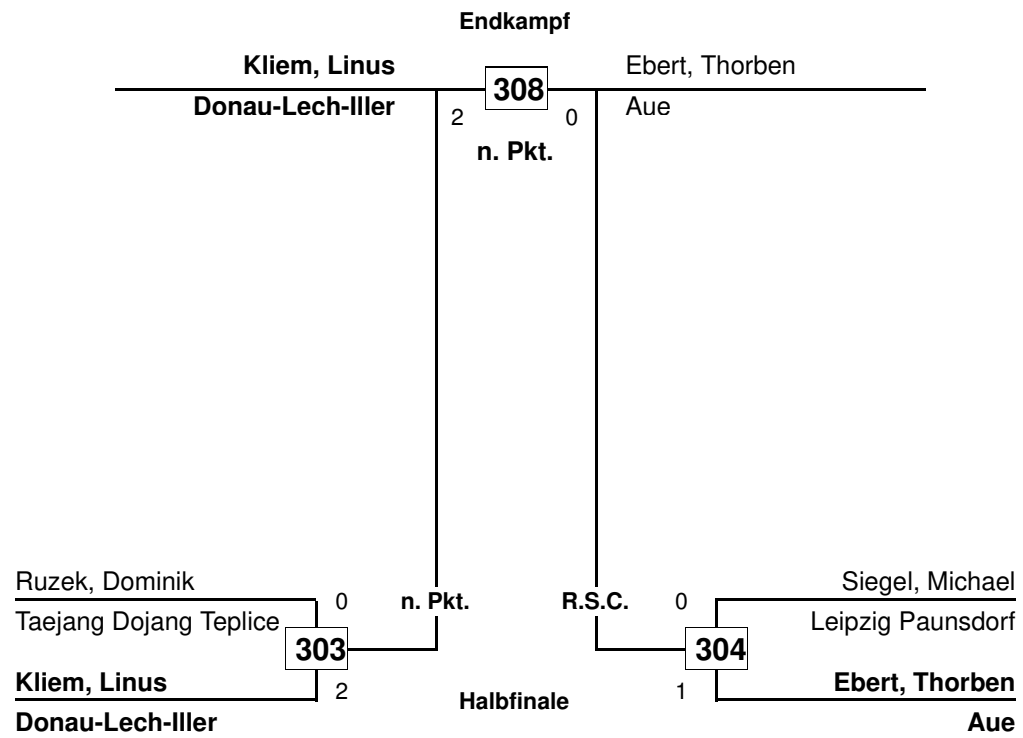 Endkampf
Kliem, Linus
Donau-Lech-Iller
308
2
0
n. Pkt.
Ebert, Thorben
Aue
Ruzek, Dominik
Taejang Dojang Teplice
0
303
Kliem, Linus
2
Donau-Lech-Iller
n. Pkt.
R.S.C.
Halbfinale
Siegel, Michael
0
Leipzig Paunsdorf
304
Ebert, Thorben
1
Aue